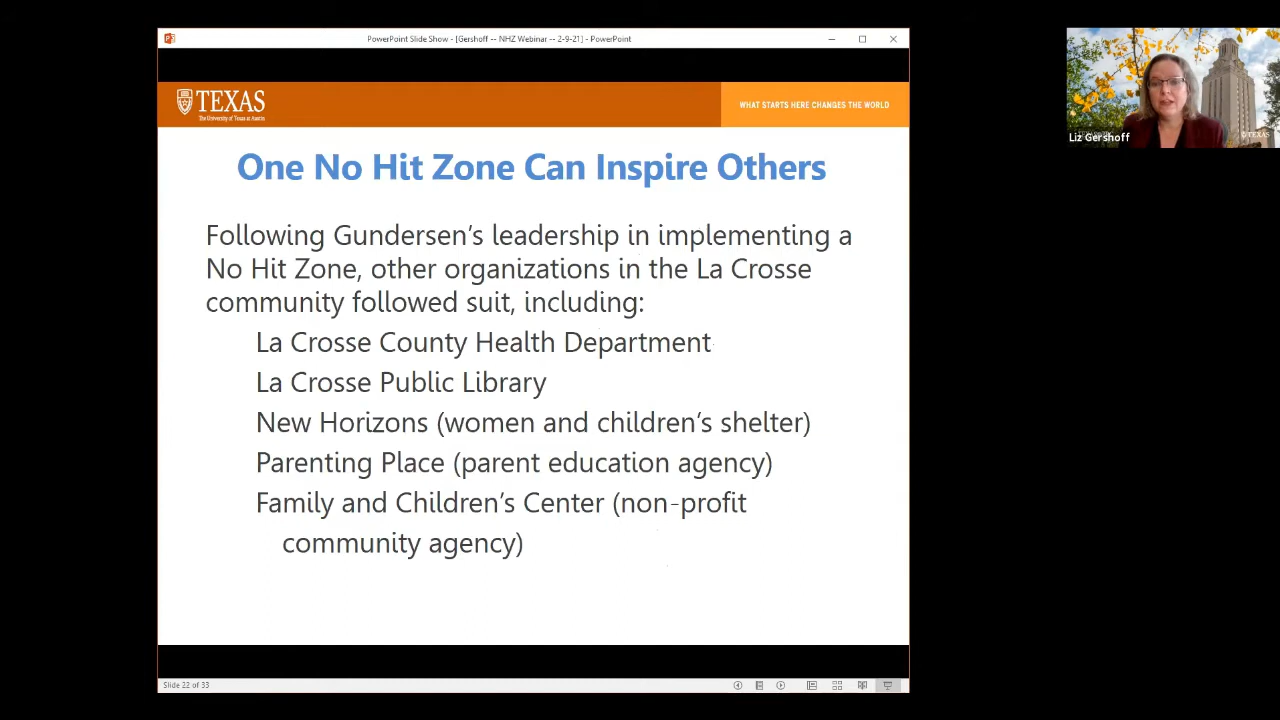 PowerPoint Slide Show - [Gershoff -- NHZ Webinar -- 2-9-21] - PowerPoint
TEXAS
The University of Texas at Austin
WHAT STARTS HERE CHANGES THE WORLD
Liz Gershoff
TEXAS
One No Hit Zone Can Inspire Others
Following Gundersen's leadership in implementing a
No Hit Zone, other organizations in the La Crosse
community followed suit, including:
La Crosse County Health Department
La Crosse Public Library
New Horizons (women and children's shelter)
Parenting Place (parent education agency)
Family and Children's Center (non-profit
community agency)
Slide 22 of 33